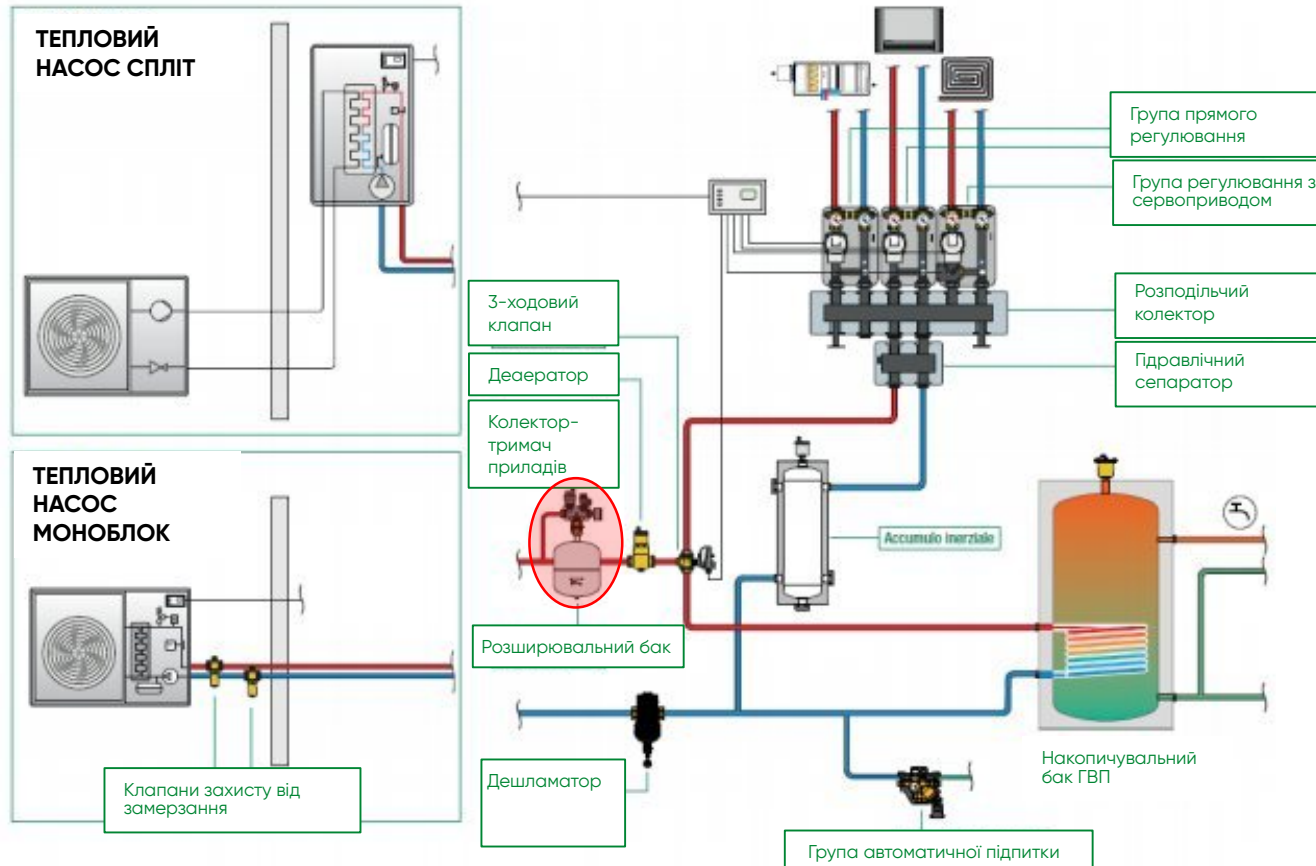 ТЕПЛОВИЙ
НАСОС СПЛІТ
Група прямого
регулювання
Група регулювання з
сервоприводом
3-ходовий
клапан
Розподільчий
колектор
Деаератор
Гідравлічний
сепаратор
Колектор-
тримач
приладів
ТЕПЛОВИЙ
НАСОС
МОНОБЛОК
Accumulo inerziale
Розширювальний бак
Клапани захисту від
замерзання
Дешламатор
Накопичувальний
бак ГВП
Група автоматичної підпитки